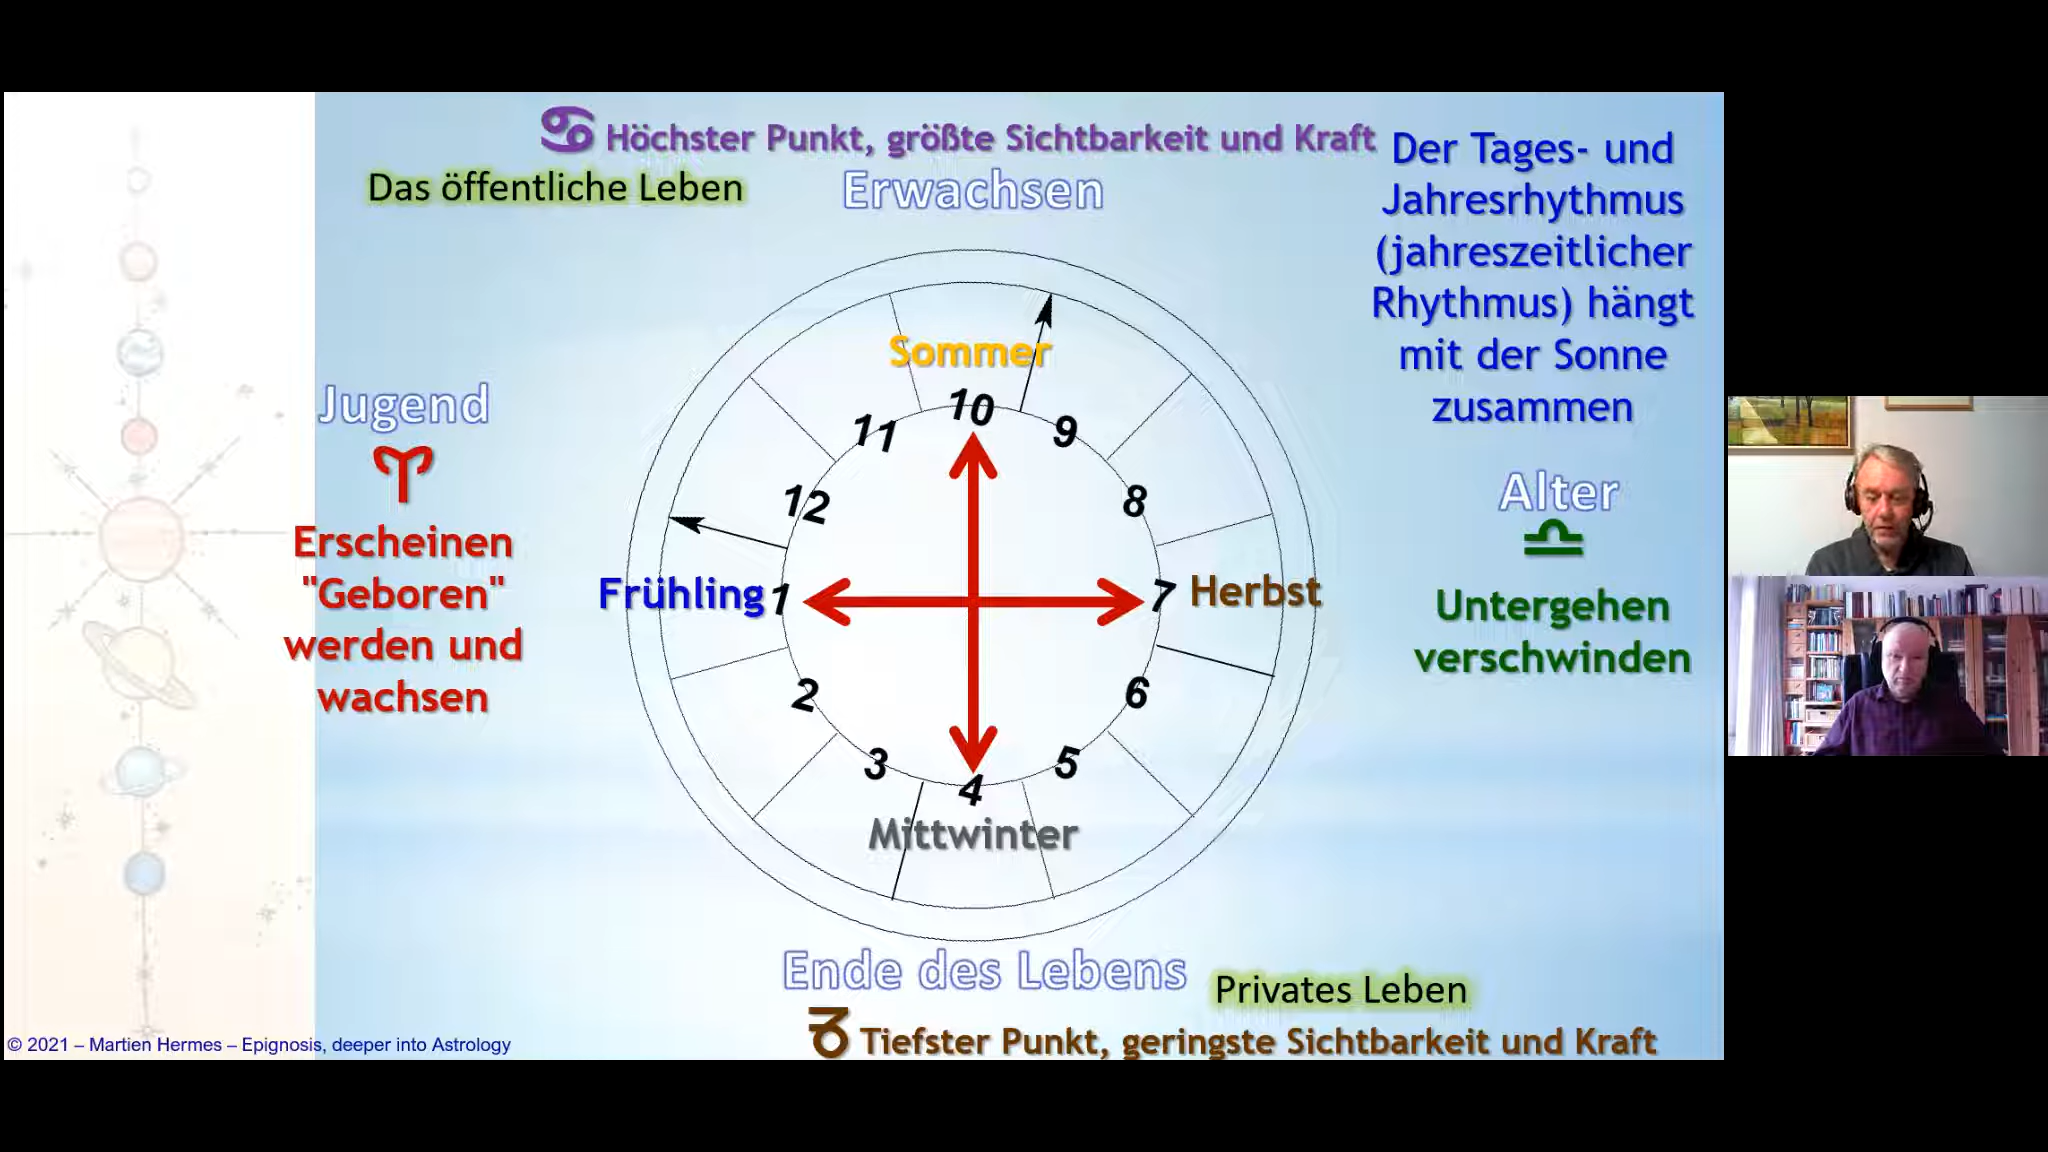 ♋ Höchster Punkt, größte Sichtbarkeit und Kraft
Das öffentliche Leben
Erwachsen
Der Tages- und
Jahresrhythmus
(jahreszeitlicher
Rhythmus) hängt
mit der Sonne
zusammen
Sommer
Jugend
♈
Erscheinen
"Geboren"
werden und
wachsen
10
11
9
12
8
Frühling
1
7
Herbst
2
6
3
5
4
Mittwinter
Alter
♎
Untergehen
verschwinden
Ende des Lebens
Privates Leben
♑ Tiefster Punkt, geringste Sichtbarkeit und Kraft
© 2021 – Martien Hermes – Epignosis, deeper into Astrology